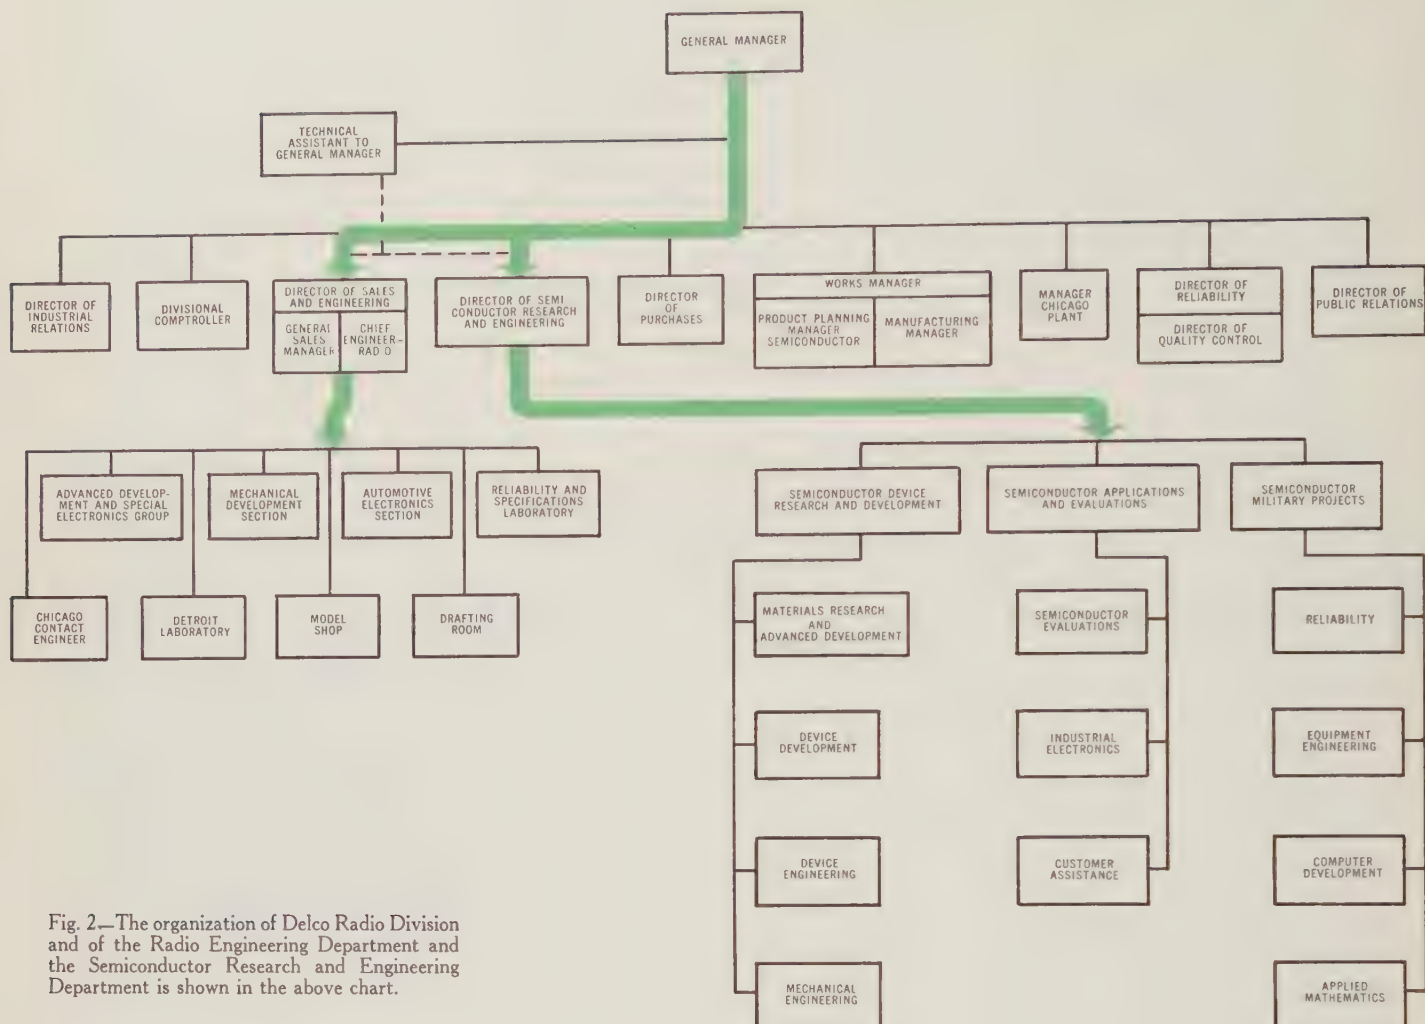 GENERAL MANAGER
TECHNICAL
ASSISTANT TO
GENERAL MANAGER
DIRECTOR OF
INDUSTRIAL
RELATIONS
DIVISIONAL
COMPTROLLER
DIRECTOR OF SALES
AND ENGINEERING
GENERAL
SALES
MANAGER
CHIEF
ENGINEER-
RADIO
DIRECTOR OF SEMI
CONDUCTOR RESEARCH
AND ENGINEERING
DIRECTOR
OF
PURCHASES
WORKS MANAGER
PRODUCT PLANNING
MANAGER
SEMICONDUCTOR
MANUFACTURING
MANAGER
MANAGER
CHICAGO
PLANT
DIRECTOR OF
RELIABILITY
DIRECTOR OF
QUALITY CONTROL
DIRECTOR OF
PUBLIC RELATIONS
ADVANCED DEVELOP-
MENT AND SPECIAL
ELECTRONICS GROUP
MECHANICAL
DEVELOPMENT
SECTION
AUTOMOTIVE
ELECTRONICS
SECTION
RELIABILITY AND
SPECIFICATIONS
LABORATORY
CHICAGO
CONTACT
ENGINEER
DETROIT
LABORATORY
MODEL
SHOP
DRAFTING
ROOM
SEMICONDUCTOR DEVICE
RESEARCH AND DEVELOPMENT
SEMICONDUCTOR APPLICATIONS
AND EVALUATIONS
SEMICONDUCTOR
MILITARY PROJECTS
MATERIALS RESEARCH
AND
ADVANCED DEVELOPMENT
SEMICONDUCTOR
EVALUATIONS
RELIABILITY
DEVICE
DEVELOPMENT
INDUSTRIAL
ELECTRONICS
EQUIPMENT
ENGINEERING
DEVICE
ENGINEERING
CUSTOMER
ASSISTANCE
COMPUTER
DEVELOPMENT
MECHANICAL
ENGINEERING
APPLIED
MATHEMATICS
Fig. 2—The organization of Delco Radio Division
and of the Radio Engineering Department and
the Semiconductor Research and Engineering
Department is shown in the above chart.